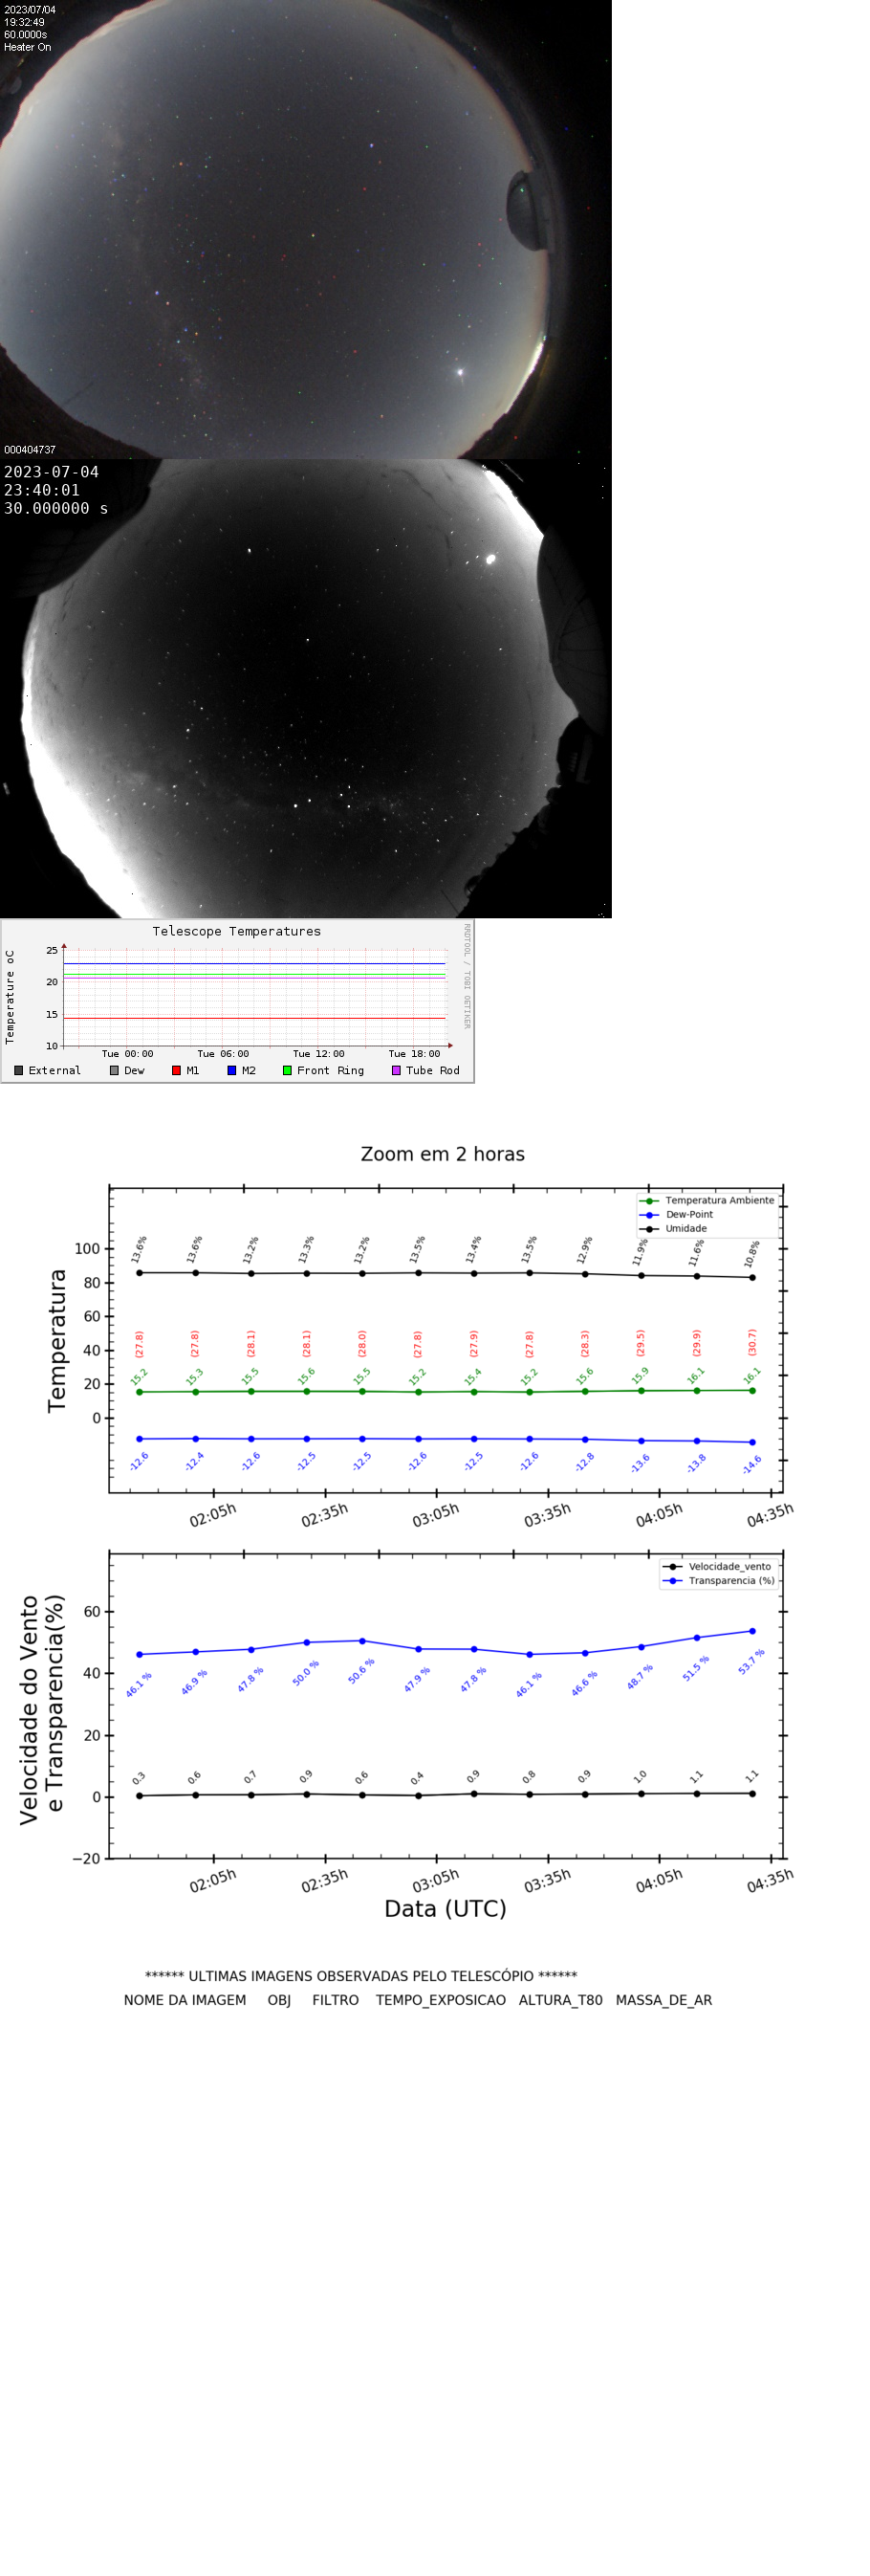 2023/07/04
19:32:49
60.0000s
Heater On
000404737
2023-07-04
23:40:01
30.000000 s
Telescope Temperatures
RRDTOOL / TOBI OETIKER
Temperature oC
25
20
15
10
Tue 00:00 Tue 06:00 Tue 12:00 Tue 18:00
External Dew M1 M2 Front Ring Tube Rod
Zoom em 2 horas
Temperatura Ambiente
Dew-Point
Umidade
Temperatura
100
80
60
40
20
0
13.6% 13.6% 13.2% 13.3% 13.2% 13.5% 13.4% 13.5% 12.9% 11.9% 11.6% 10.8%
(27.8) (27.8) (28.1) (28.1) (28.0) (27.8) (27.9) (27.8) (28.3) (29.5) (29.9) (30.7)
15.2 15.3 15.5 15.6 15.5 15.2 15.4 15.2 15.6 15.9 16.1 16.1
-12.6 -12.4 -12.6 -12.5 -12.5 -12.6 -12.5 -12.6 -12.8 -13.6 -13.8 -14.6
02:05h 02:35h 03:05h 03:35h 04:05h 04:35h
Velocidade_vento
Transparencia (%)
Velocidade do Vento
e Transparencia(%)
60
40
20
0
−20
46.1 % 46.9 % 47.8 % 50.0 % 50.6 % 47.9 % 47.8 % 46.1 % 46.6 % 48.7 % 51.5 % 53.7 %
0.3 0.6 0.7 0.9 0.6 0.4 0.9 0.8 0.9 1.0 1.1 1.1
02:05h 02:35h 03:05h 03:35h 04:05h 04:35h
Data (UTC)
****** ULTIMAS IMAGENS OBSERVADAS PELO TELESCÓPIO ******
NOME DA IMAGEM OBJ FILTRO TEMPO_EXPOSICAO ALTURA_T80 MASSA_DE_AR